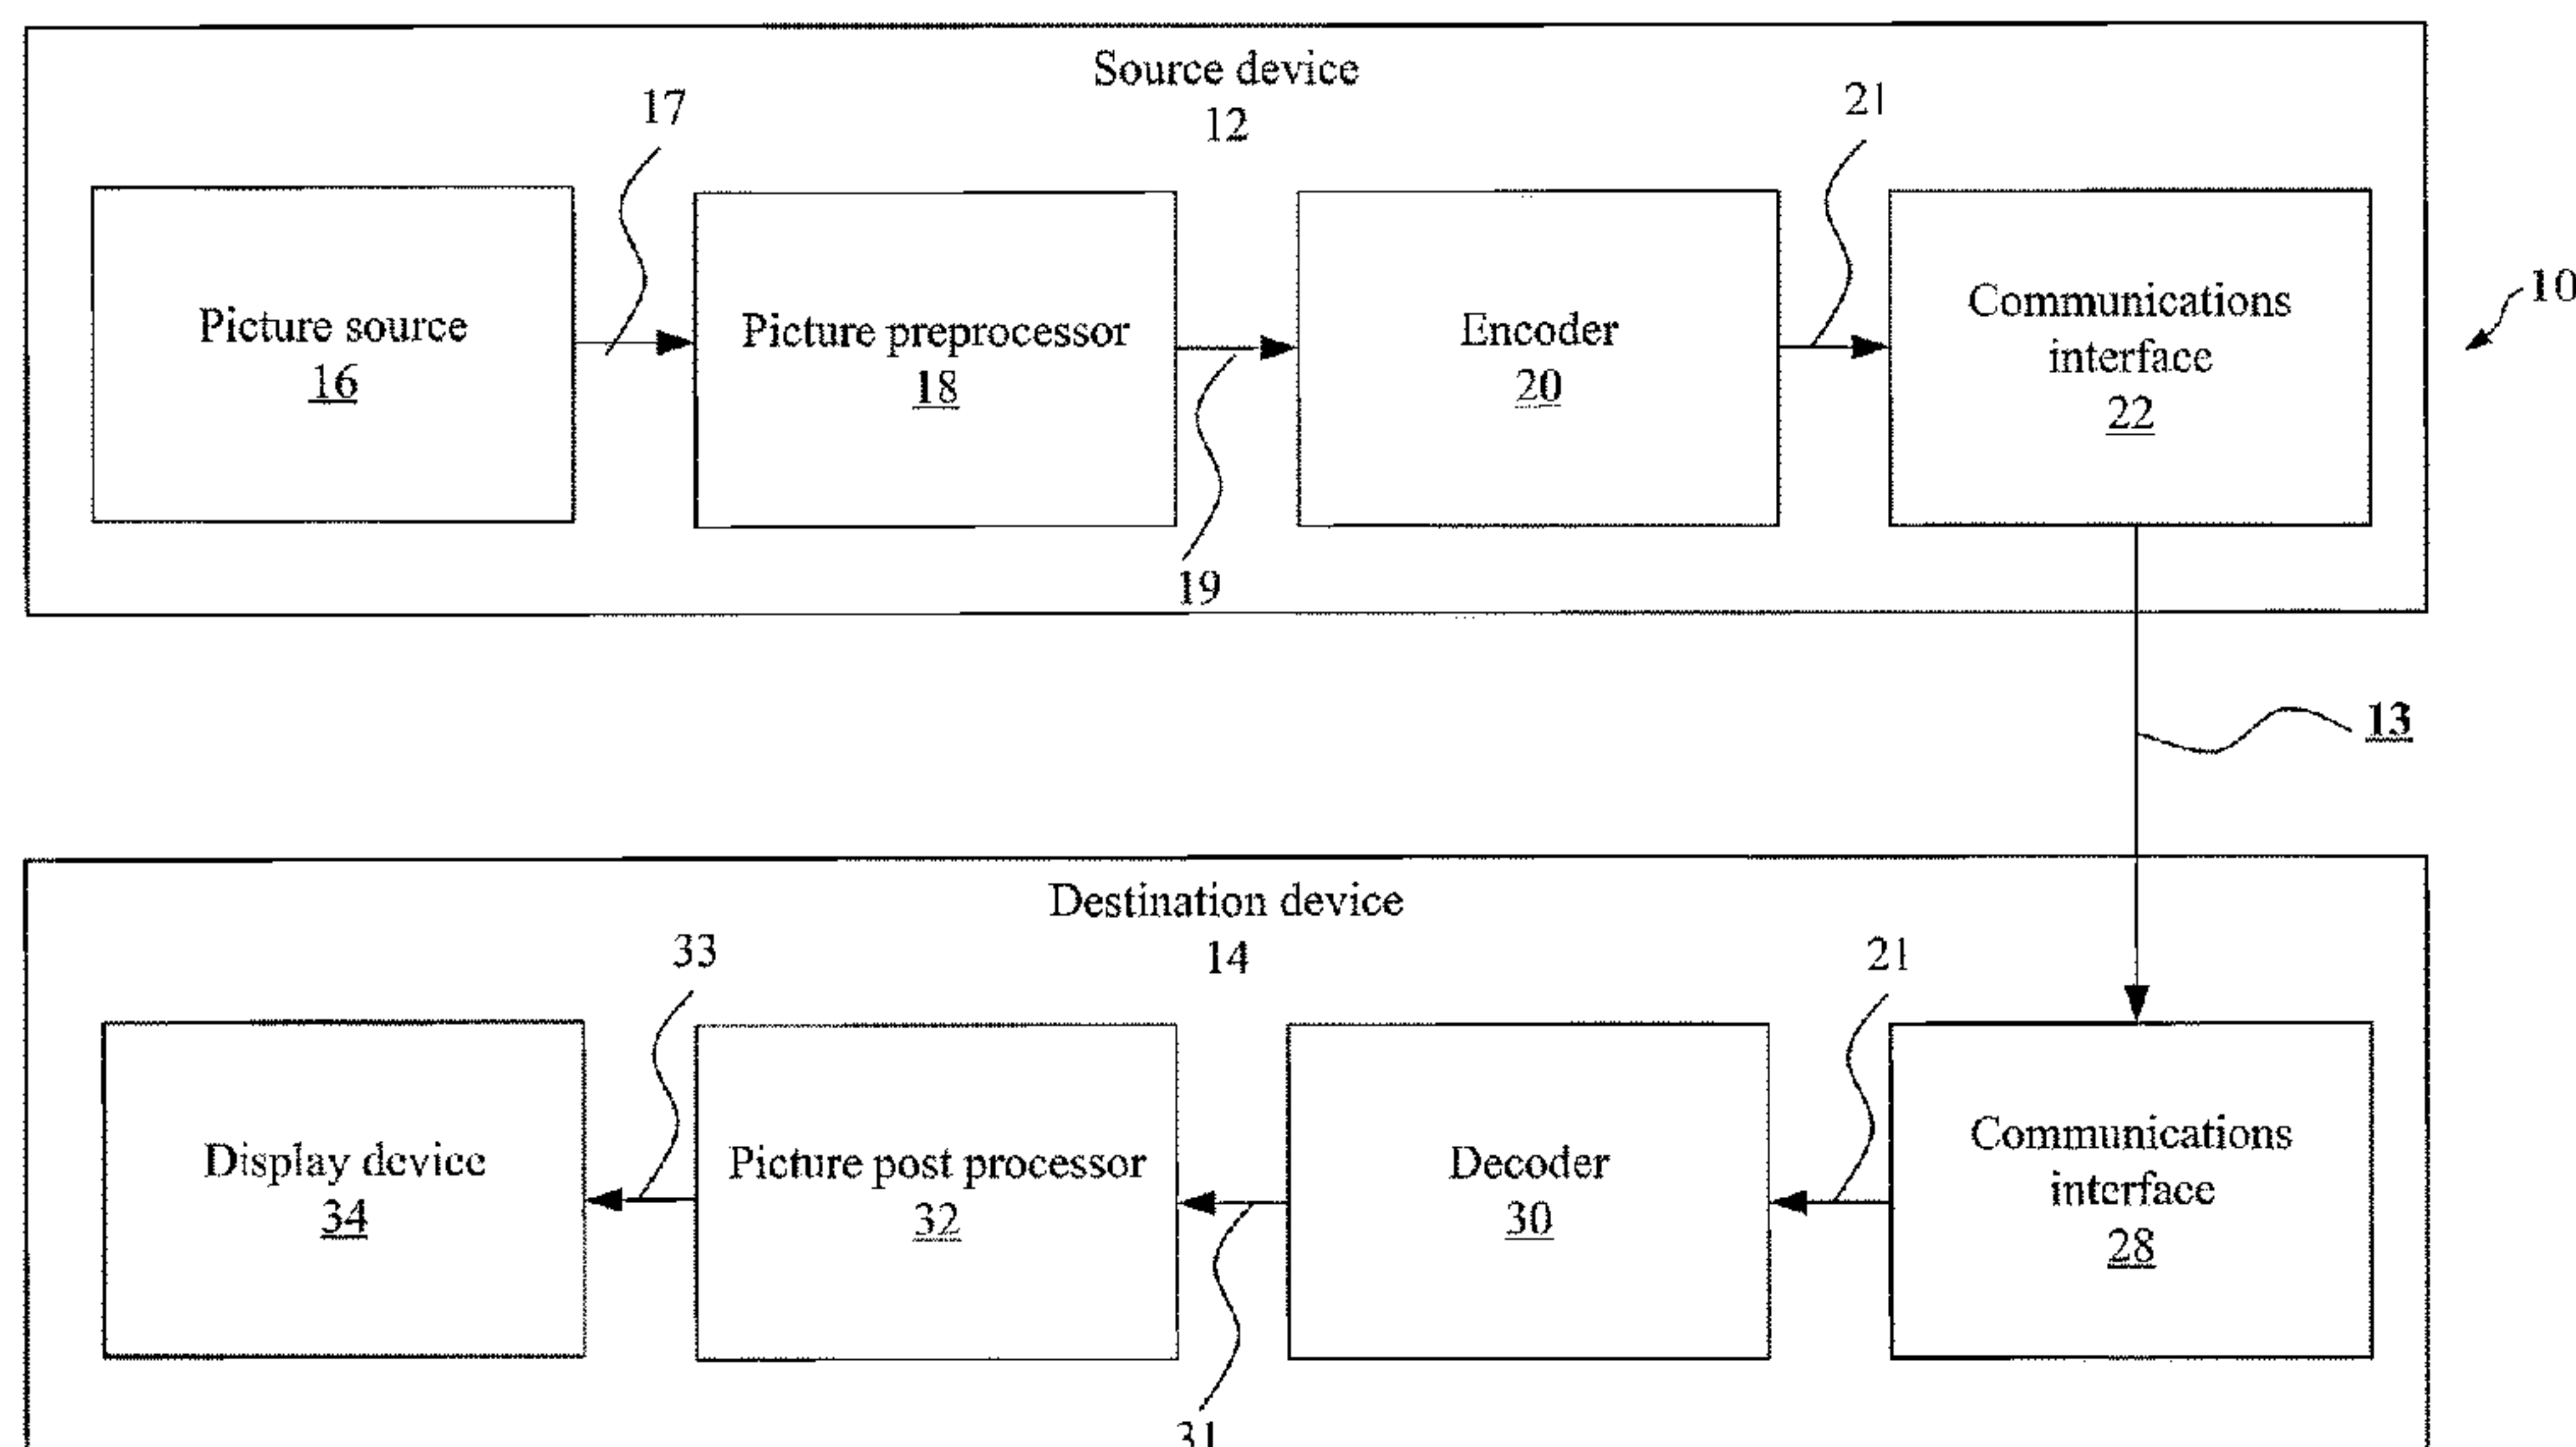 Source device
12
17
21
Picture source
16
Picture preprocessor
18
Encoder
20
Communications
interface
22
10
19
13
Destination device
14
33
21
Display device
34
Picture post processor
32
Decoder
30
Communications
interface
28
31